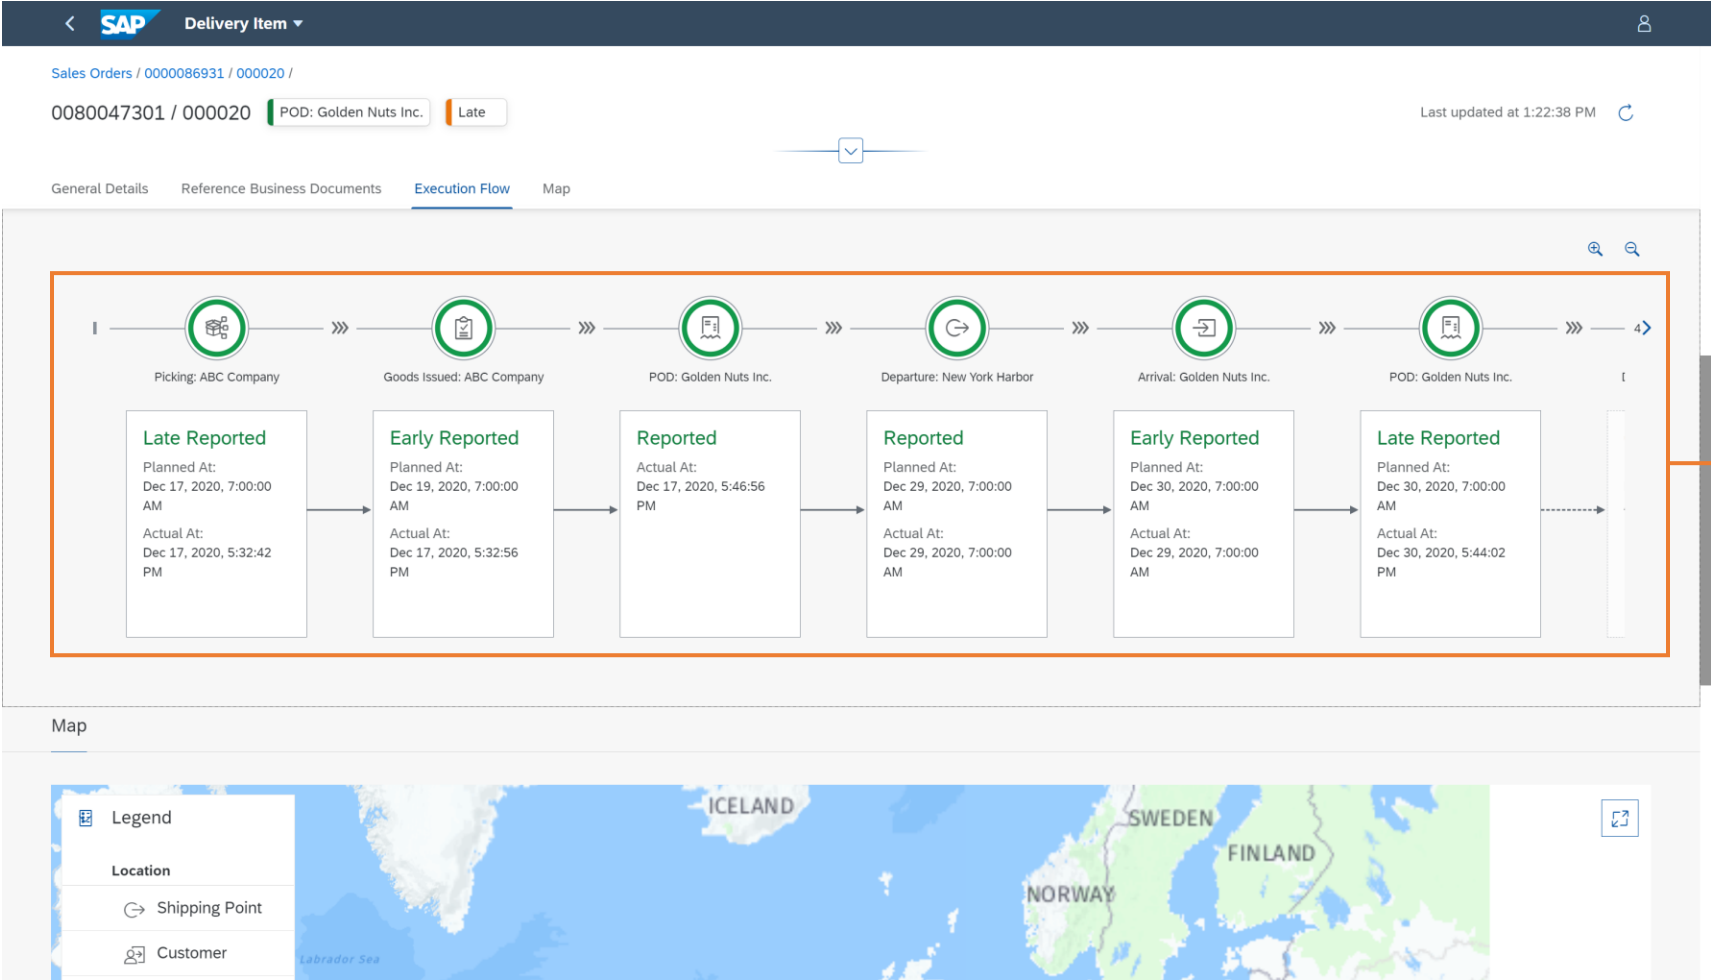 SAP Delivery Item
Sales Orders / 0000086931 / 000020 /
0080047301 / 000020 POD: Golden Nuts Inc. Late
Last updated at 1:22:38 PM
General Details Reference Business Documents Execution Flow Map
4
Picking: ABC Company
Goods Issued: ABC Company
POD: Golden Nuts Inc.
Departure: New York Harbor
Arrival: Golden Nuts Inc.
POD: Golden Nuts Inc.
Late Reported
Planned At:
Dec 17, 2020, 7:00:00
AM
Actual At:
Dec 17, 2020, 5:32:42
PM
Early Reported
Planned At:
Dec 19, 2020, 7:00:00
AM
Actual At:
Dec 17, 2020, 5:32:56
PM
Reported
Actual At:
Dec 17, 2020, 5:46:56
PM
Reported
Planned At:
Dec 29, 2020, 7:00:00
AM
Actual At:
Dec 29, 2020, 7:00:00
AM
Early Reported
Planned At:
Dec 30, 2020, 7:00:00
AM
Actual At:
Dec 29, 2020, 7:00:00
AM
Late Reported
Planned At:
Dec 30, 2020, 7:00:00
AM
Actual At:
Dec 30, 2020, 5:44:02
PM
Map
Legend
Location
Shipping Point
Customer
ICELAND
SWEDEN
FINLAND
NORWAY
Labrador Sea